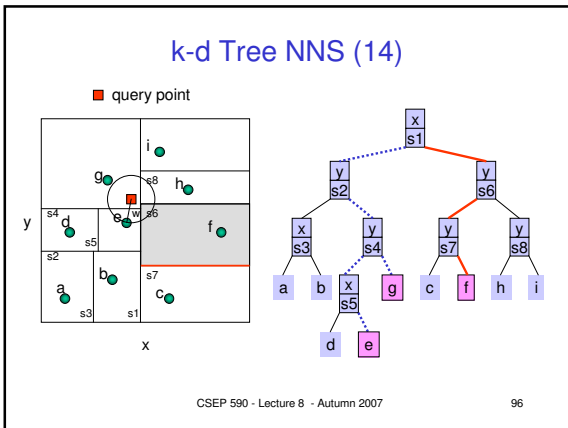 k-d Tree NNS (14)
query point
i
g
s8
h
s4
e
w
s6
d
f
s5
y
s2
b
s7
a
c
s3
s1
x
x
s1
y
s2
y
s6
x
s3
y
s4
y
s7
y
s8
a
b
x
s5
g
c
f
h
i
d
e
CSEP 590 - Lecture 8 - Autumn 2007
96